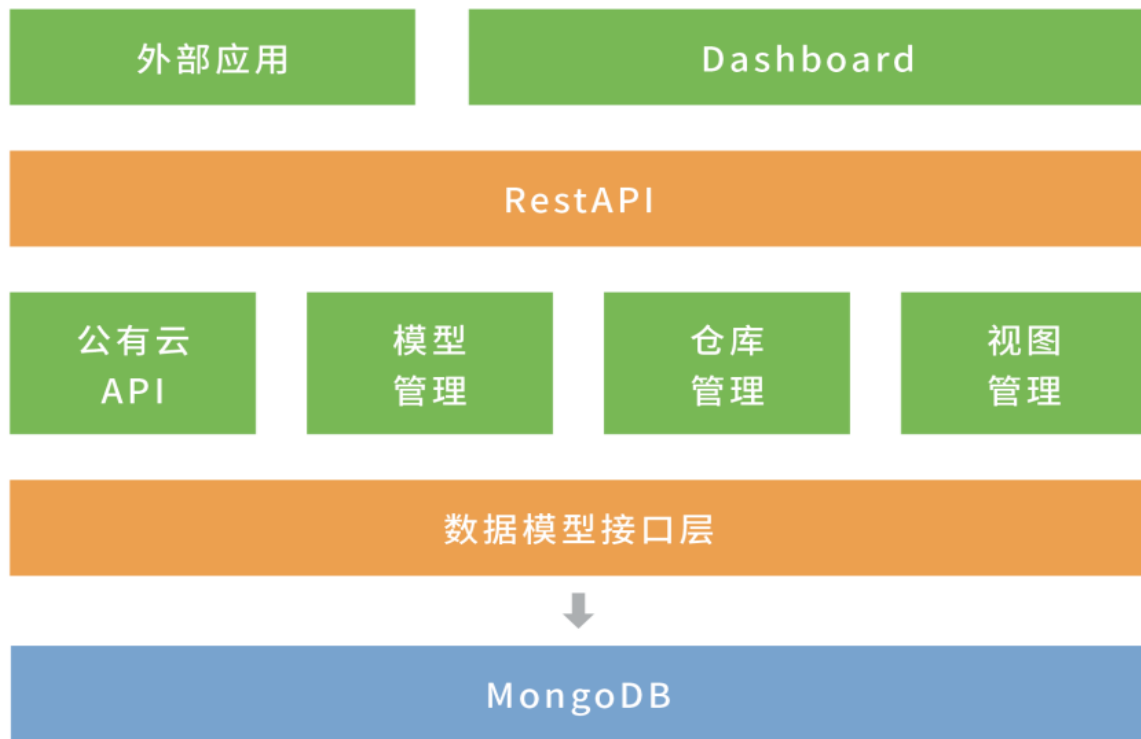 外部应用
Dashboard
RestAPI
公有云
API
模型
管理
仓库
管理
视图
管理
数据模型接口层
MongoDB